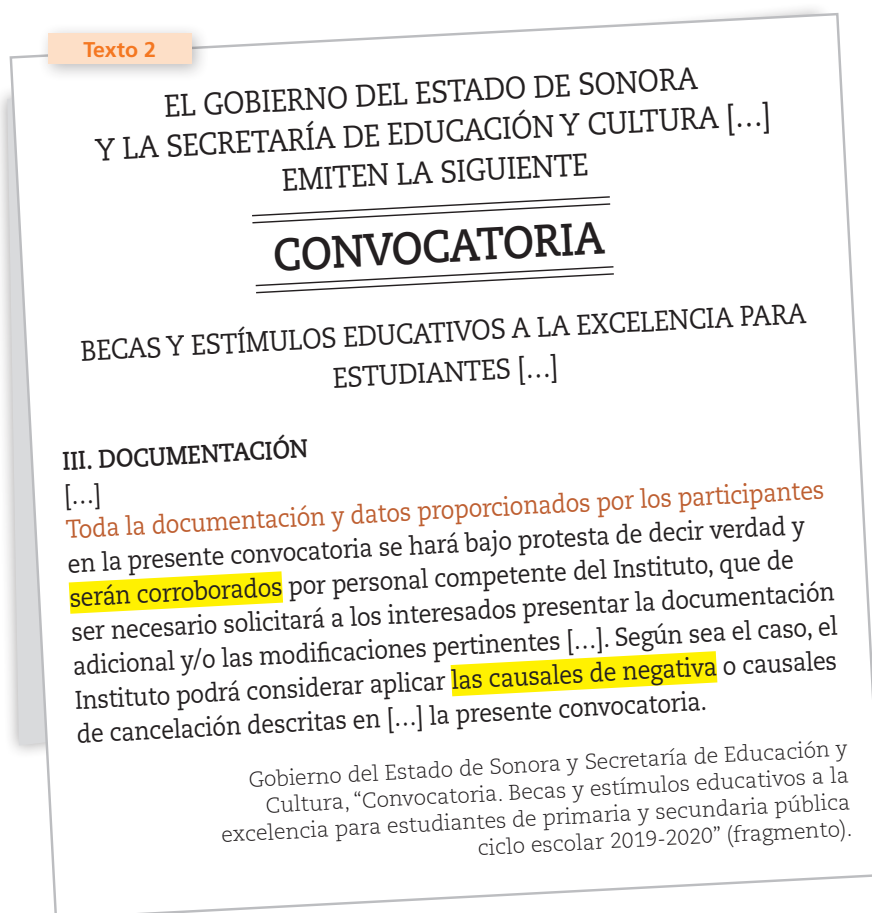 Texto 2
EL GOBIERNO DEL ESTADO DE SONORA
Y LA SECRETARÍA DE EDUCACIÓN Y CULTURA […]
EMITEN LA SIGUIENTE
CONVOCATORIA
BECAS Y ESTÍMULOS EDUCATIVOS A LA EXCELENCIA PARA
ESTUDIANTES […]
III. DOCUMENTACIÓN
[…]
Toda la documentación y datos proporcionados por los participantes
en la presente convocatoria se hará bajo protesta de decir verdad y
serán corroborados por personal competente del Instituto, que de
ser necesario solicitará a los interesados presentar la documentación
adicional y/o las modificaciones pertinentes […]. Según sea el caso, el
Instituto podrá considerar aplicar las causales de negativa o causales
de cancelación descritas en […] la presente convocatoria.
Gobierno del Estado de Sonora y Secretaría de Educación y
Cultura, “Convocatoria. Becas y estímulos educativos a la
excelencia para estudiantes de primaria y secundaria pública
ciclo escolar 2019-2020” (fragmento).